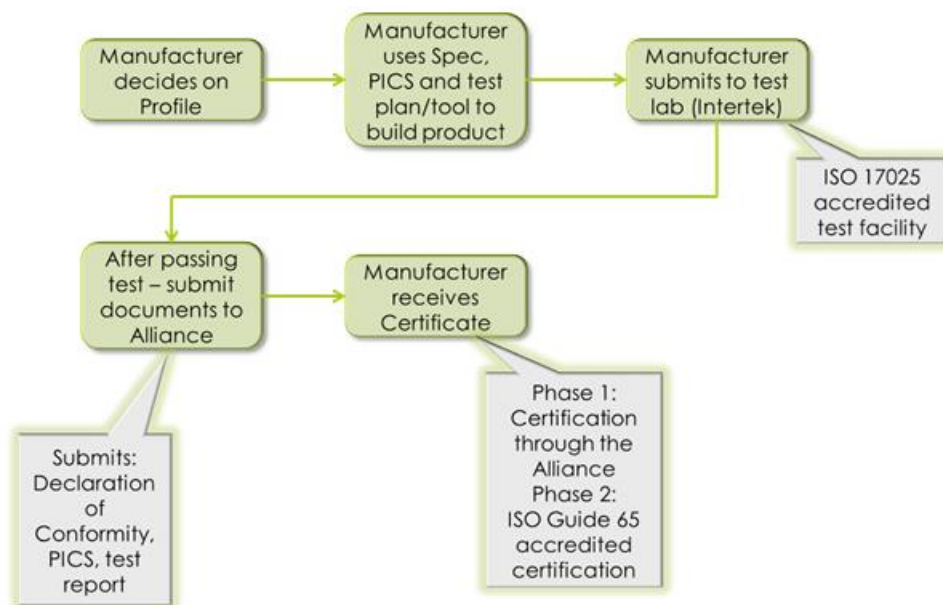 Manufacturer
decides on
Profile
Manufacturer
uses Spec,
PICS and test
plan/tool to
build product
Manufacturer
submits to test
lab (Intertek)
ISO 17025
accredited
test facility
After passing
test – submit
documents to
Alliance
Manufacturer
receives
Certificate
Submits:
Declaration
of
Conformity,
PICS, test
report
Phase 1:
Certification
through the
Alliance
Phase 2:
ISO Guide 65
accredited
certification